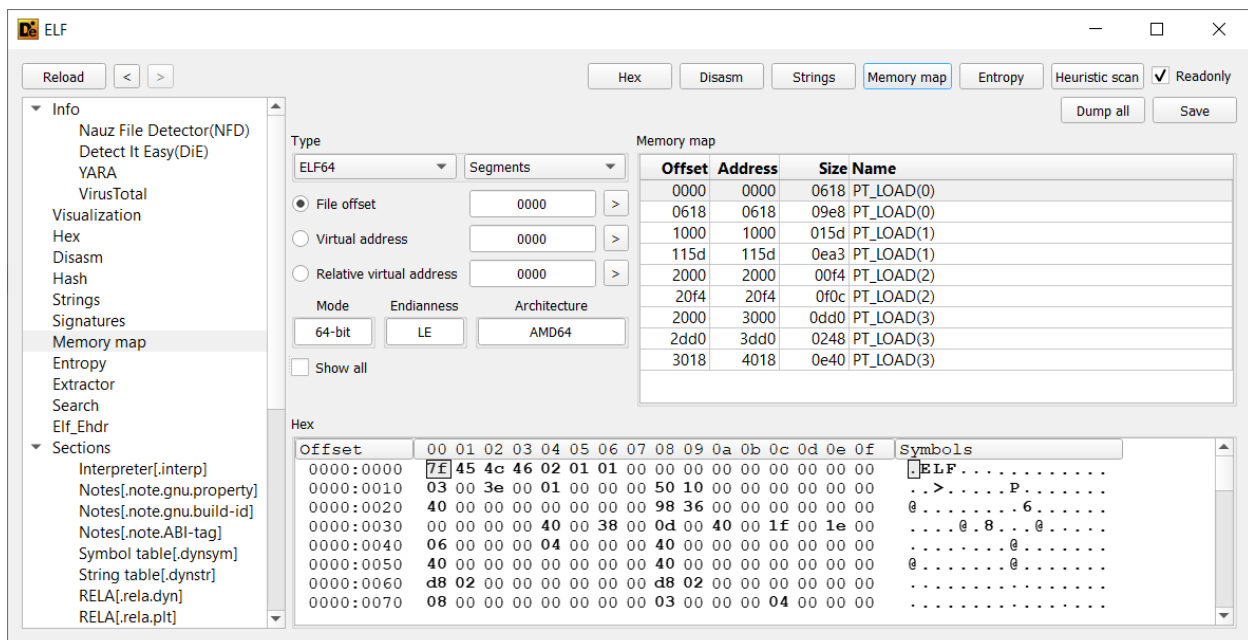 ELF
Reload < > Hex Disasm Strings Memory map Entropy Heuristic scan Readonly
Dump all Save
Info
Nauz File Detector(NFD)
Detect It Easy(DiE)
YARA
VirusTotal
Visualization
Hex
Disasm
Hash
Strings
Signatures
Memory map
Entropy
Extractor
Search
Elf_Ehdr
Sections
Interpreter[.interp]
Notes[.note.gnu.property]
Notes[.note.gnu.build-id]
Notes[.note.ABI-tag]
Symbol table[.dynsym]
String table[.dynstr]
RELA[.rela.dyn]
RELA[.rela.plt]
Type
ELF64 Segments
File offset 0000 >
Virtual address 0000 >
Relative virtual address 0000 >
Mode Endianness Architecture
64-bit LE AMD64
Show all
Memory map
Offset Address Size Name
0000 0000 0618 PT_LOAD(0)
0618 0618 09e8 PT_LOAD(0)
1000 1000 015d PT_LOAD(1)
115d 115d 0ea3 PT_LOAD(1)
2000 2000 00f4 PT_LOAD(2)
20f4 20f4 0f0c PT_LOAD(2)
2000 3000 0dd0 PT_LOAD(3)
2dd0 3dd0 0248 PT_LOAD(3)
3018 4018 0e40 PT_LOAD(3)
Hex
Offset 00 01 02 03 04 05 06 07 08 09 0a 0b 0c 0d 0e 0f Symbols
0000:0000 7f 45 4c 46 02 01 01 00 00 00 00 00 00 00 00 00 .ELF............
0000:0010 03 00 3e 00 01 00 00 00 50 10 00 00 00 00 00 00 ..>.....P.......
0000:0020 40 00 00 00 00 00 00 00 98 36 00 00 00 00 00 00 @........6......
0000:0030 00 00 00 00 40 00 38 00 0d 00 40 00 1f 00 1e 00 ....@.8...@.....
0000:0040 06 00 00 00 04 00 00 00 40 00 00 00 00 00 00 00 ........@.......
0000:0050 40 00 00 00 00 00 00 00 40 00 00 00 00 00 00 00 @.......@.......
0000:0060 d8 02 00 00 00 00 00 00 d8 02 00 00 00 00 00 00 ................
0000:0070 08 00 00 00 00 00 00 00 03 00 00 00 04 00 00 00 ................